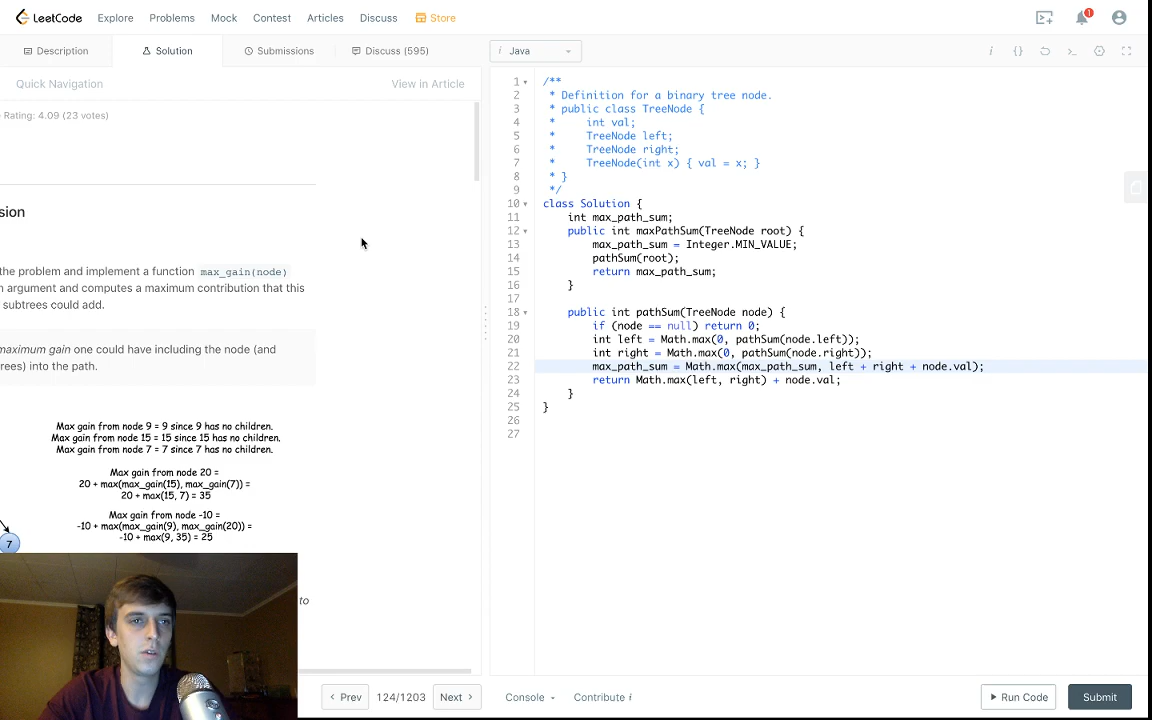 LeetCode Explore Problems Mock Contest Articles Discuss Store 1
Description Solution Submissions Discuss (595) i Java
Quick Navigation View in Article
Rating: 4.09 (23 votes)
sion
the problem and implement a function max_gain(node)
n argument and computes a maximum contribution that this
subtrees could add.
maximum gain one could have including the node (and
rees) into the path.
Max gain from node 9 = 9 since 9 has no children.
Max gain from node 15 = 15 since 15 has no children.
Max gain from node 7 = 7 since 7 has no children.
Max gain from node 20 =
20 + max(max_gain(15), max_gain(7)) =
20 + max(15, 7) = 35
Max gain from node -10 =
-10 + max(max_gain(9), max_gain(20)) =
-10 + max(9, 35) = 25
7
to
Prev 124/1203 Next
1 /**
2 * Definition for a binary tree node.
3 * public class TreeNode {
4 * int val;
5 * TreeNode left;
6 * TreeNode right;
7 * TreeNode(int x) { val = x; }
8 * }
9 */
10 class Solution {
11 int max_path_sum;
12 public int maxPathSum(TreeNode root) {
13 max_path_sum = Integer.MIN_VALUE;
14 pathSum(root);
15 return max_path_sum;
16 }
17
18 public int pathSum(TreeNode node) {
19 if (node == null) return 0;
20 int left = Math.max(0, pathSum(node.left));
21 int right = Math.max(0, pathSum(node.right));
22 max_path_sum = Math.max(max_path_sum, left + right + node.val);
23 return Math.max(left, right) + node.val;
24 }
25 }
26
27
Console Contribute i Run Code Submit